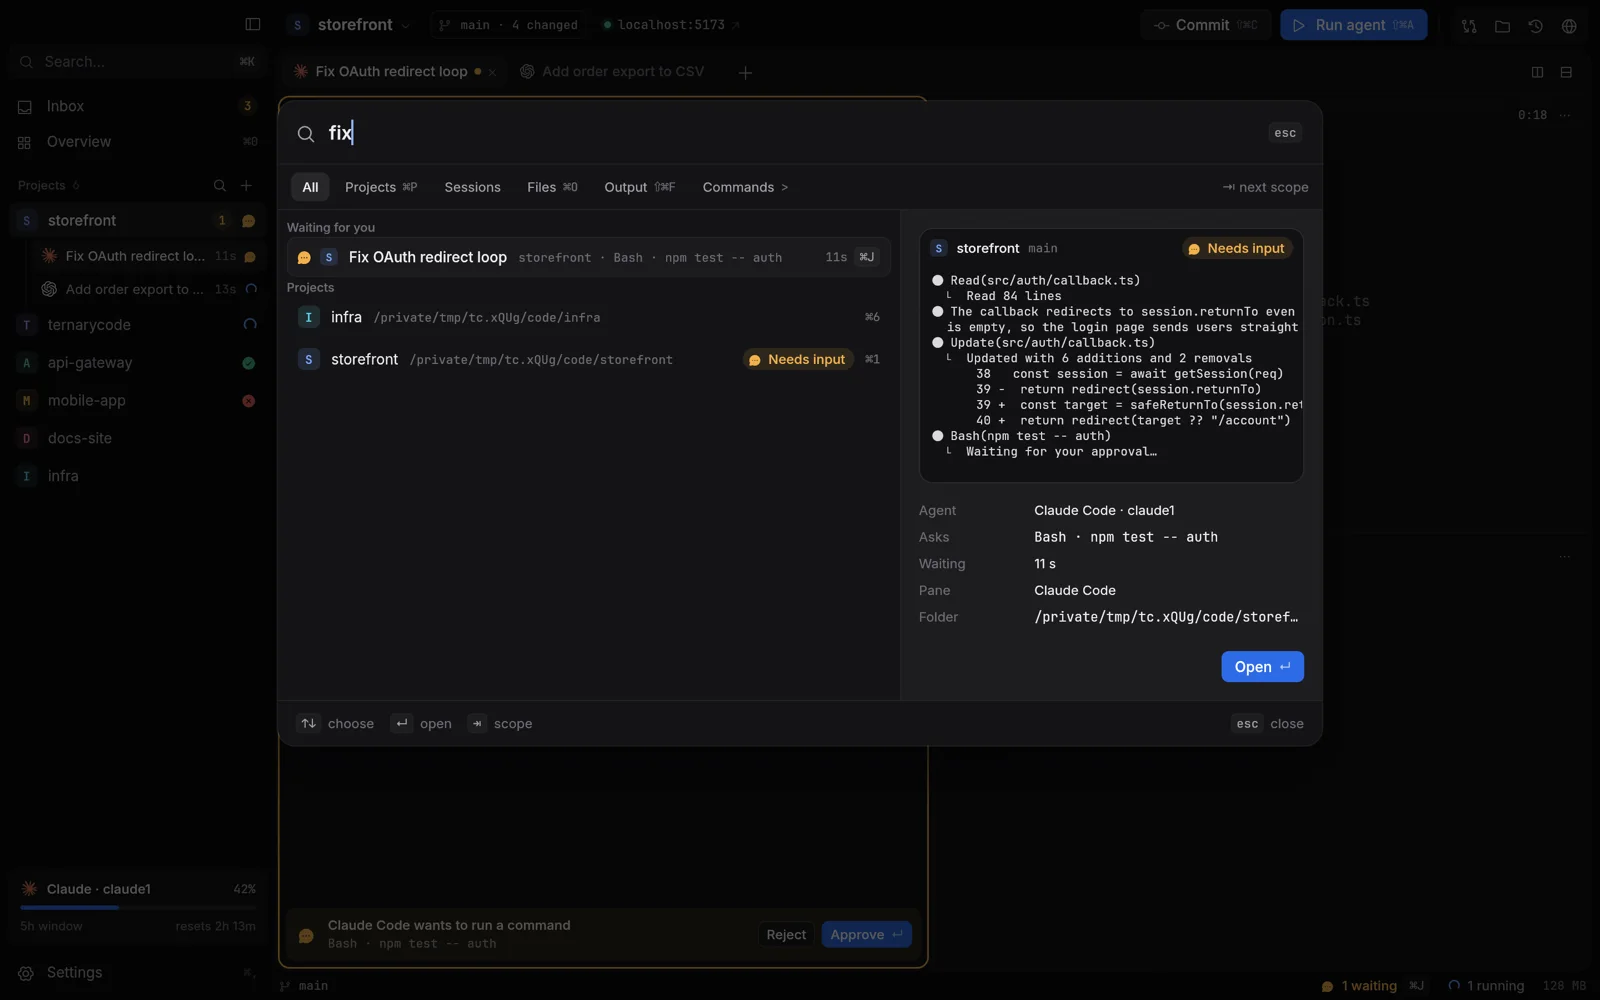 S storefront
main · 4 changed
localhost:5173
Commit ⇧⌘C
Run agent ⇧⌘A
Search... ⌘K
Fix OAuth redirect loop
Add order export to CSV
Inbox 3
Overview ⌘0
Projects 6
S storefront 1
Fix OAuth redirect lo... 11s
Add order export to ... 13s
T ternarycode
A api-gateway
M mobile-app
D docs-site
I infra
Claude · claude1 42%
5h window resets 2h 13m
Settings ⌘,
0:18 ···
ck.ts
on.ts
···
fix
esc
All Projects ⌘P Sessions Files ⌘O Output ⇧⌘F Commands >
⇥ next scope
Waiting for you
S Fix OAuth redirect loop storefront · Bash · npm test -- auth 11s ⌘J
Projects
I infra /private/tmp/tc.xQUg/code/infra ⌘6
S storefront /private/tmp/tc.xQUg/code/storefront Needs input ⌘1
S storefront main Needs input
Read(src/auth/callback.ts)
└ Read 84 lines
The callback redirects to session.returnTo even
is empty, so the login page sends users straight
Update(src/auth/callback.ts)
└ Updated with 6 additions and 2 removals
38 const session = await getSession(req)
39 - return redirect(session.returnTo)
39 + const target = safeReturnTo(session.ret
40 + return redirect(target ?? "/account")
Bash(npm test -- auth)
└ Waiting for your approval…
Agent Claude Code · claude1
Asks Bash · npm test -- auth
Waiting 11 s
Pane Claude Code
Folder /private/tmp/tc.xQUg/code/storef…
Open ↵
↑↓ choose ↵ open ⇥ scope
esc close
Claude Code wants to run a command
Bash · npm test -- auth
Reject
Approve ↵
main
1 waiting ⌘J
1 running
128 MB